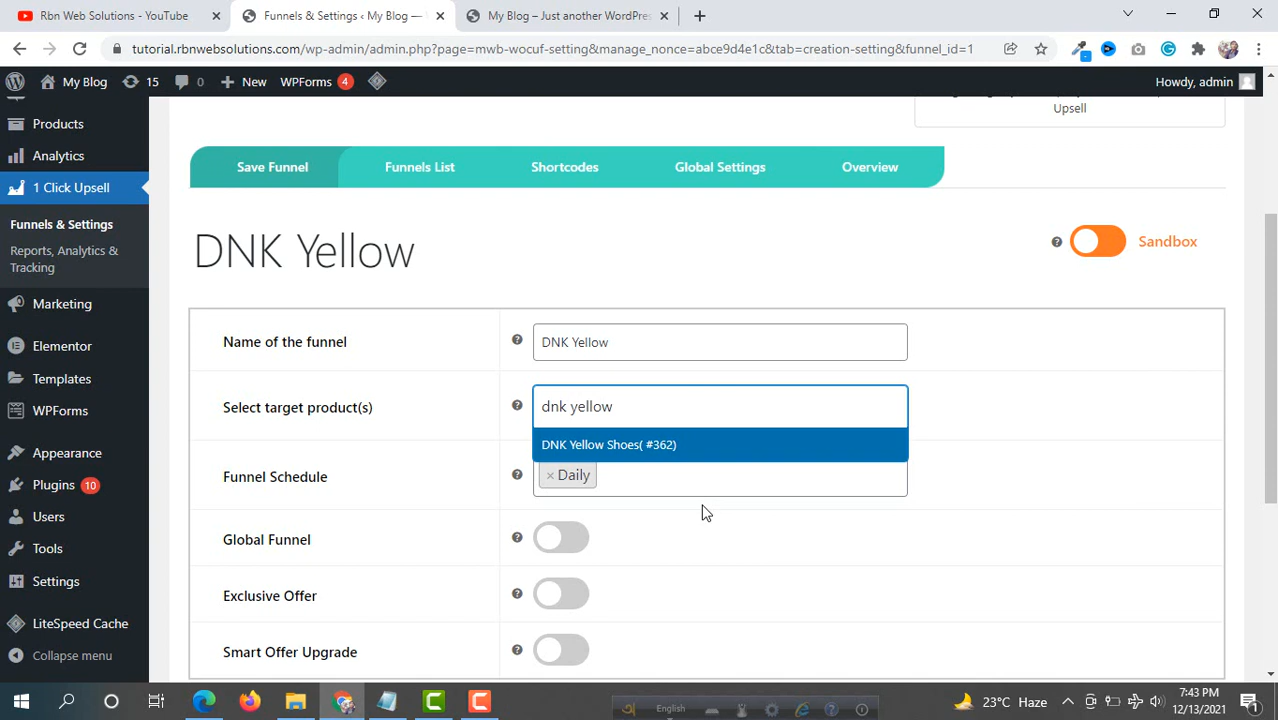 Rbn Web Solutions - YouTube
Funnels & Settings ‹ My Blog —
My Blog – Just another WordPres
tutorial.rbnwebsolutions.com/wp-admin/admin.php?page=mwb-wocuf-setting&manage_nonce=abce9d4e1c&tab=creation-setting&funnel_id=1
My Blog
15
0
New
WPForms 4
Howdy, admin
Products
Analytics
1 Click Upsell
Funnels & Settings
Reports, Analytics &
Tracking
Marketing
Elementor
Templates
WPForms
Appearance
Plugins 10
Users
Tools
Settings
LiteSpeed Cache
Collapse menu
Upsell
Save Funnel
Funnels List
Shortcodes
Global Settings
Overview
DNK Yellow
Sandbox
Name of the funnel
DNK Yellow
Select target product(s)
dnk yellow
DNK Yellow Shoes( #362)
Funnel Schedule
× Daily
Global Funnel
Exclusive Offer
Smart Offer Upgrade
English
23°C Haze
7:43 PM
12/13/2021
1